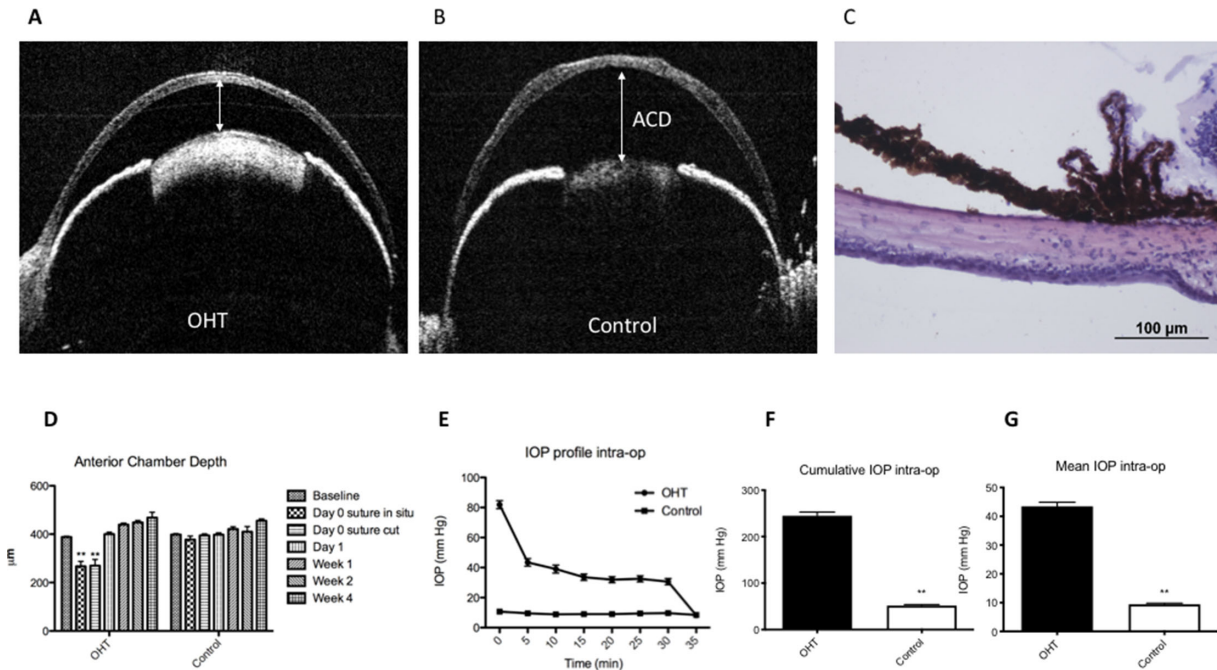 A
B
C
OHT
ACD
Control
100 µm
D
Anterior Chamber Depth
600
400
200
0
µm
** **
OHT
Control
Baseline
Day 0 suture in situ
Day 0 suture cut
Day 1
Week 1
Week 2
Week 4
E
IOP profile intra-op
100
80
60
40
20
0
IOP (mm Hg)
OHT
Control
0 5 10 15 20 25 30 35
Time (min)
F
Cumulative IOP intra-op
300
200
100
0
IOP (mm Hg)
**
OHT
Control
G
Mean IOP intra-op
50
40
30
20
10
0
IOP (mm Hg)
**
OHT
Control